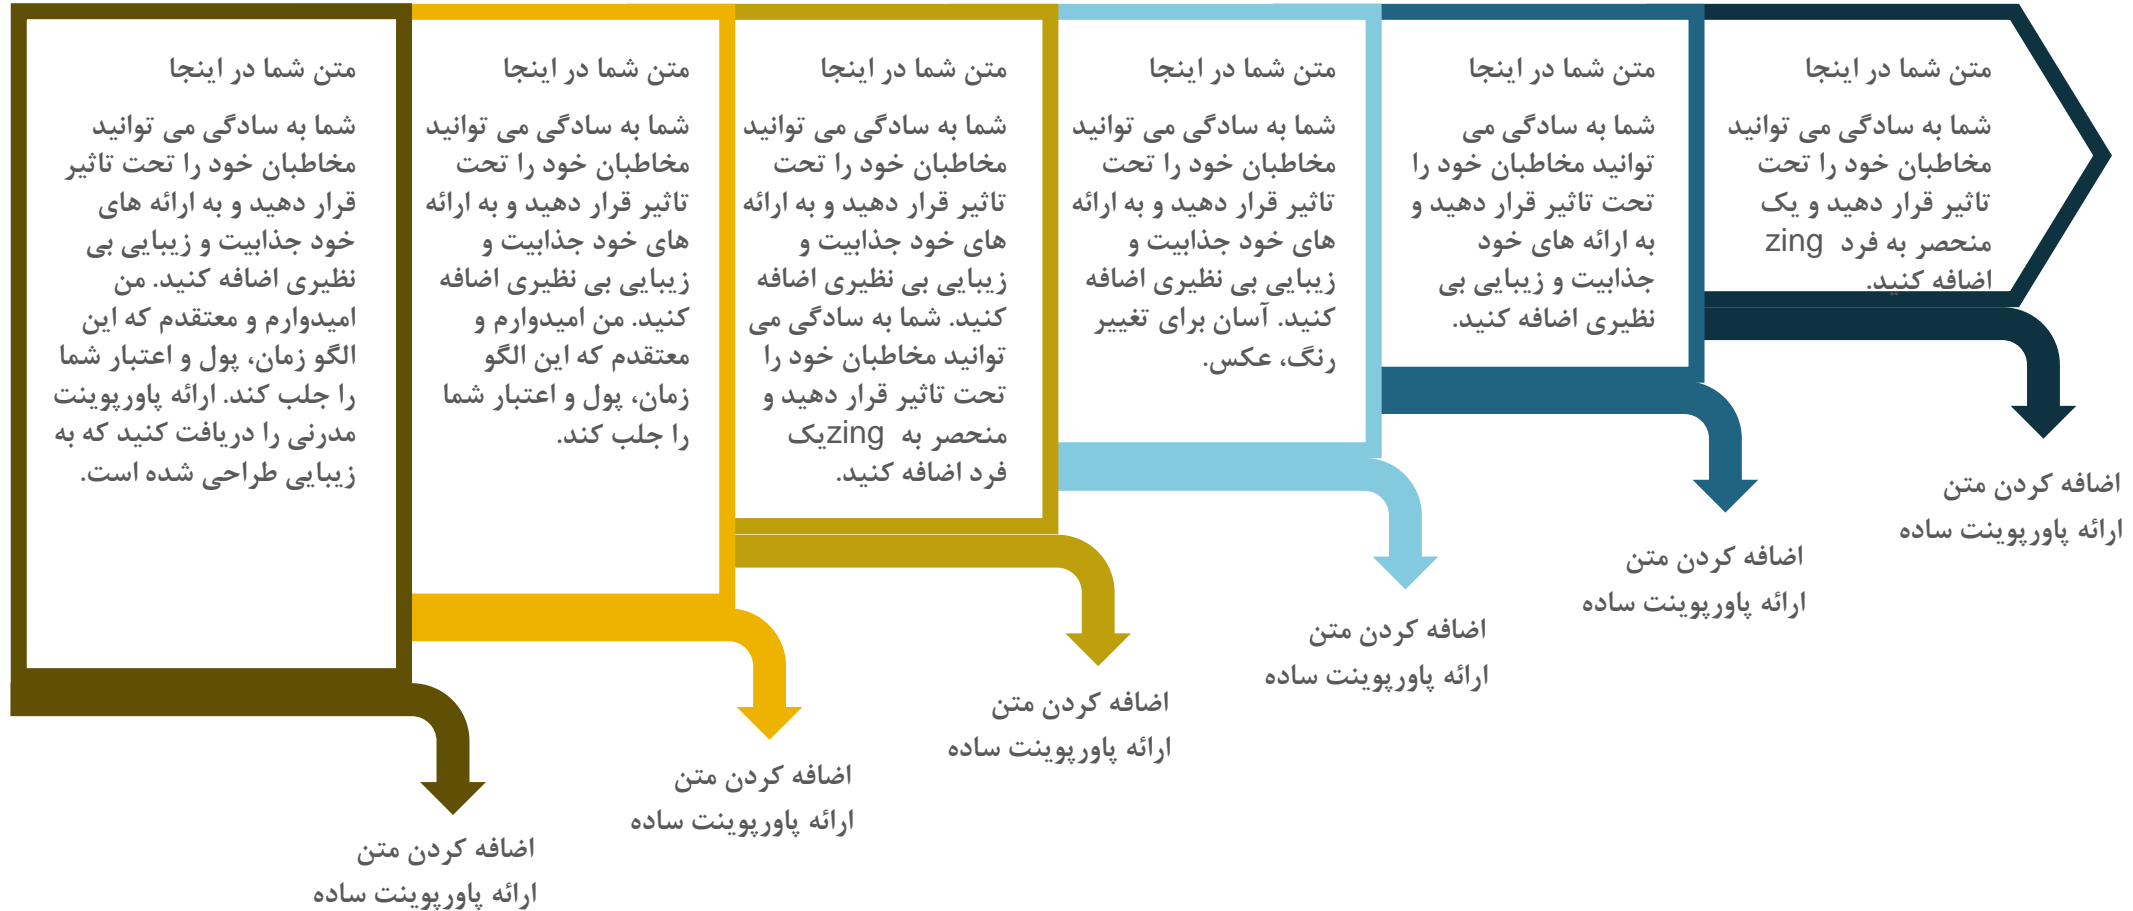 متن شما در اینجا
شما به سادگی می توانید
مخاطبان خود را تحت
تاثیر قرار دهید و یک
منحصر به فرد zing
اضافه کنید.
اضافه کردن متن
ارائه پاورپوینت ساده
متن شما در اینجا
شما به سادگی می
توانید مخاطبان خود را
تحت تاثیر قرار دهید و
به ارائه های خود
جذابیت و زیبایی بی
نظیری اضافه کنید.
اضافه کردن متن
ارائه پاورپوینت ساده
متن شما در اینجا
شما به سادگی می توانید
مخاطبان خود را تحت
تاثیر قرار دهید و به ارائه
های خود جذابیت و
زیبایی بی نظیری اضافه
کنید. آسان برای تغییر
رنگ، عکس.
اضافه کردن متن
ارائه پاورپوینت ساده
متن شما در اینجا
شما به سادگی می توانید
مخاطبان خود را تحت
تاثیر قرار دهید و به ارائه
های خود جذابیت و
زیبایی بی نظیری اضافه
کنید. شما به سادگی می
توانید مخاطبان خود را
تحت تاثیر قرار دهید و
منحصر به zingیک
فرد اضافه کنید.
اضافه کردن متن
ارائه پاورپوینت ساده
متن شما در اینجا
شما به سادگی می توانید
مخاطبان خود را تحت
تاثیر قرار دهید و به ارائه
های خود جذابیت و
زیبایی بی نظیری اضافه
کنید. من امیدوارم و
معتقدم که این الگو
زمان، پول و اعتبار شما
را جلب کند.
اضافه کردن متن
ارائه پاورپوینت ساده
متن شما در اینجا
شما به سادگی می توانید
مخاطبان خود را تحت تاثیر
قرار دهید و به ارائه های
خود جذابیت و زیبایی بی
نظیری اضافه کنید. من
امیدوارم و معتقدم که این
الگو زمان، پول و اعتبار شما
را جلب کند. ارائه پاورپوینت
مدرنی را دریافت کنید که به
زیبایی طراحی شده است.
اضافه کردن متن
ارائه پاورپوینت ساده